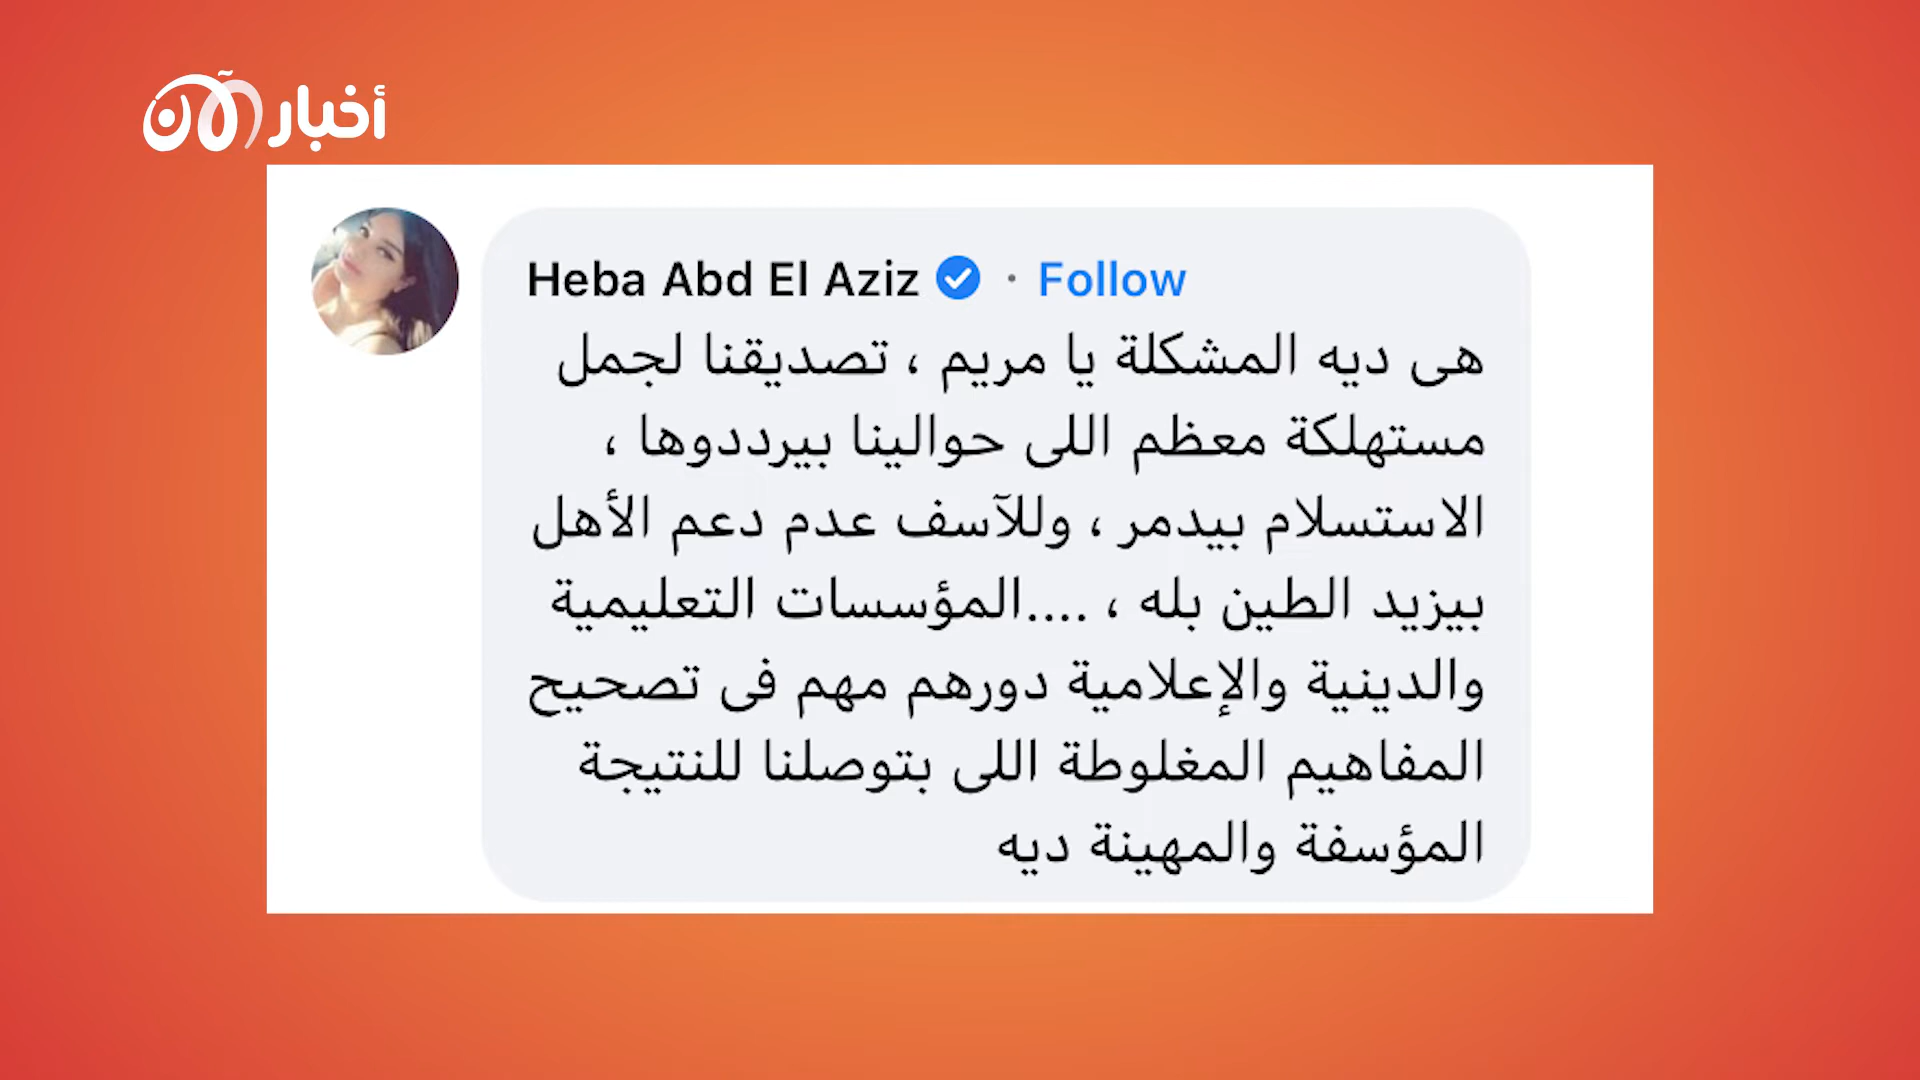 أخبار الآن
Heba Abd El Aziz · Follow
هى ديه المشكلة يا مريم ، تصديقنا لجمل
مستهلكة معظم اللى حوالينا بيرددوها ،
الاستسلام بيدمر ، وللآسف عدم دعم الأهل
بيزيد الطين بله ، ....المؤسسات التعليمية
والدينية والإعلامية دورهم مهم فى تصحيح
المفاهيم المغلوطة اللى بتوصلنا للنتيجة
المؤسفة والمهينة ديه